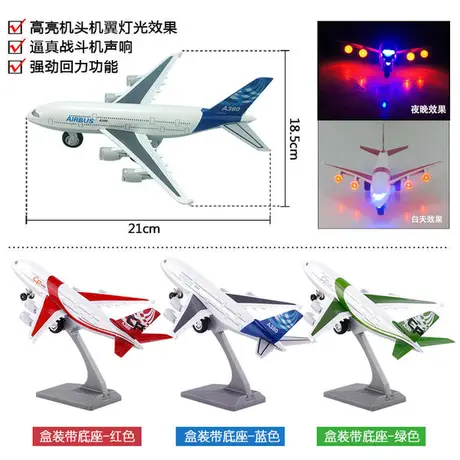 高亮机头机翼灯光效果
逼真战斗机声响
强劲回力功能
AIRBUS
A380
18.5cm
21cm
夜晚效果
白天效果
A380
盒装带底座-红色
盒装带底座-蓝色
盒装带底座-绿色